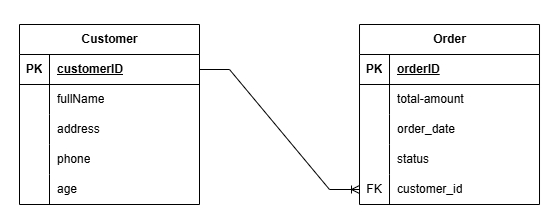 Customer
PK customerID
fullName
address
phone
age
Order
PK orderID
total-amount
order_date
status
FK customer_id